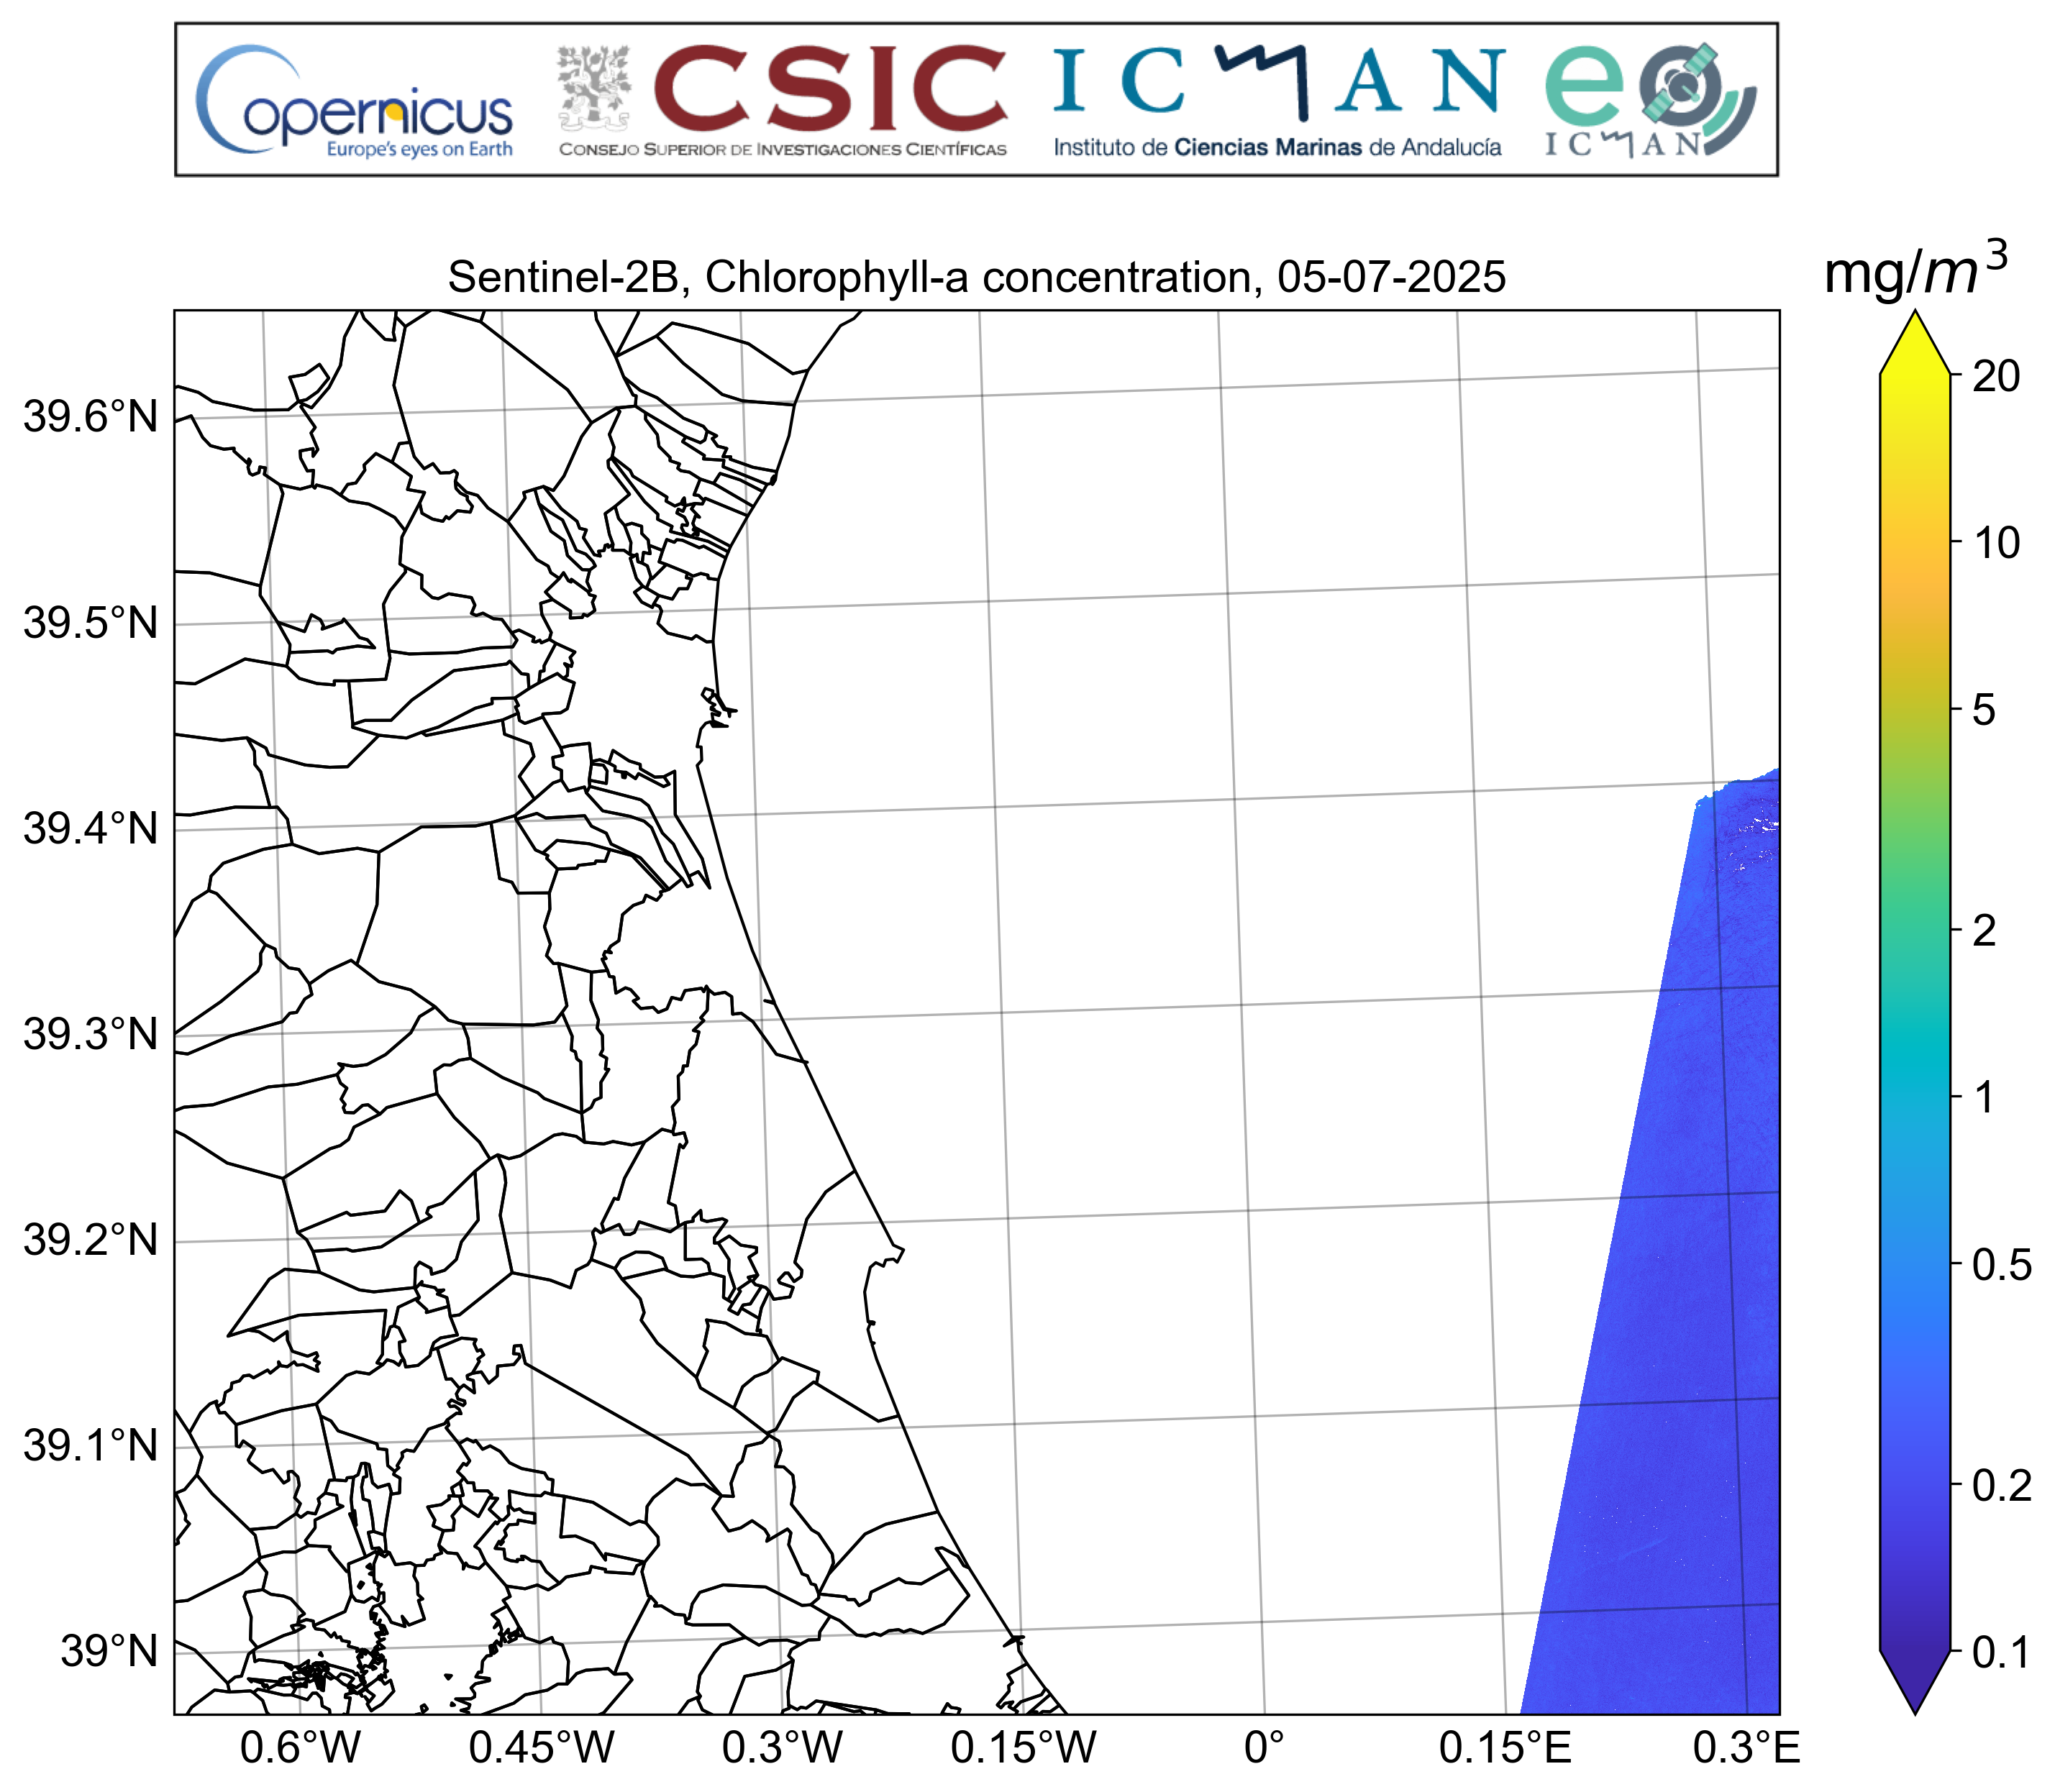 Copernicus
Europe's eyes on Earth
CSIC
CONSEJO SUPERIOR DE INVESTIGACIONES CIENTÍFICAS
ICMAN
Instituto de Ciencias Marinas de Andalucía
eo
ICMAN
Sentinel-2B, Chlorophyll-a concentration, 05-07-2025
mg/m³
39.6°N
39.5°N
39.4°N
39.3°N
39.2°N
39.1°N
39°N
0.6°W
0.45°W
0.3°W
0.15°W
0°
0.15°E
0.3°E
20
10
5
2
1
0.5
0.2
0.1